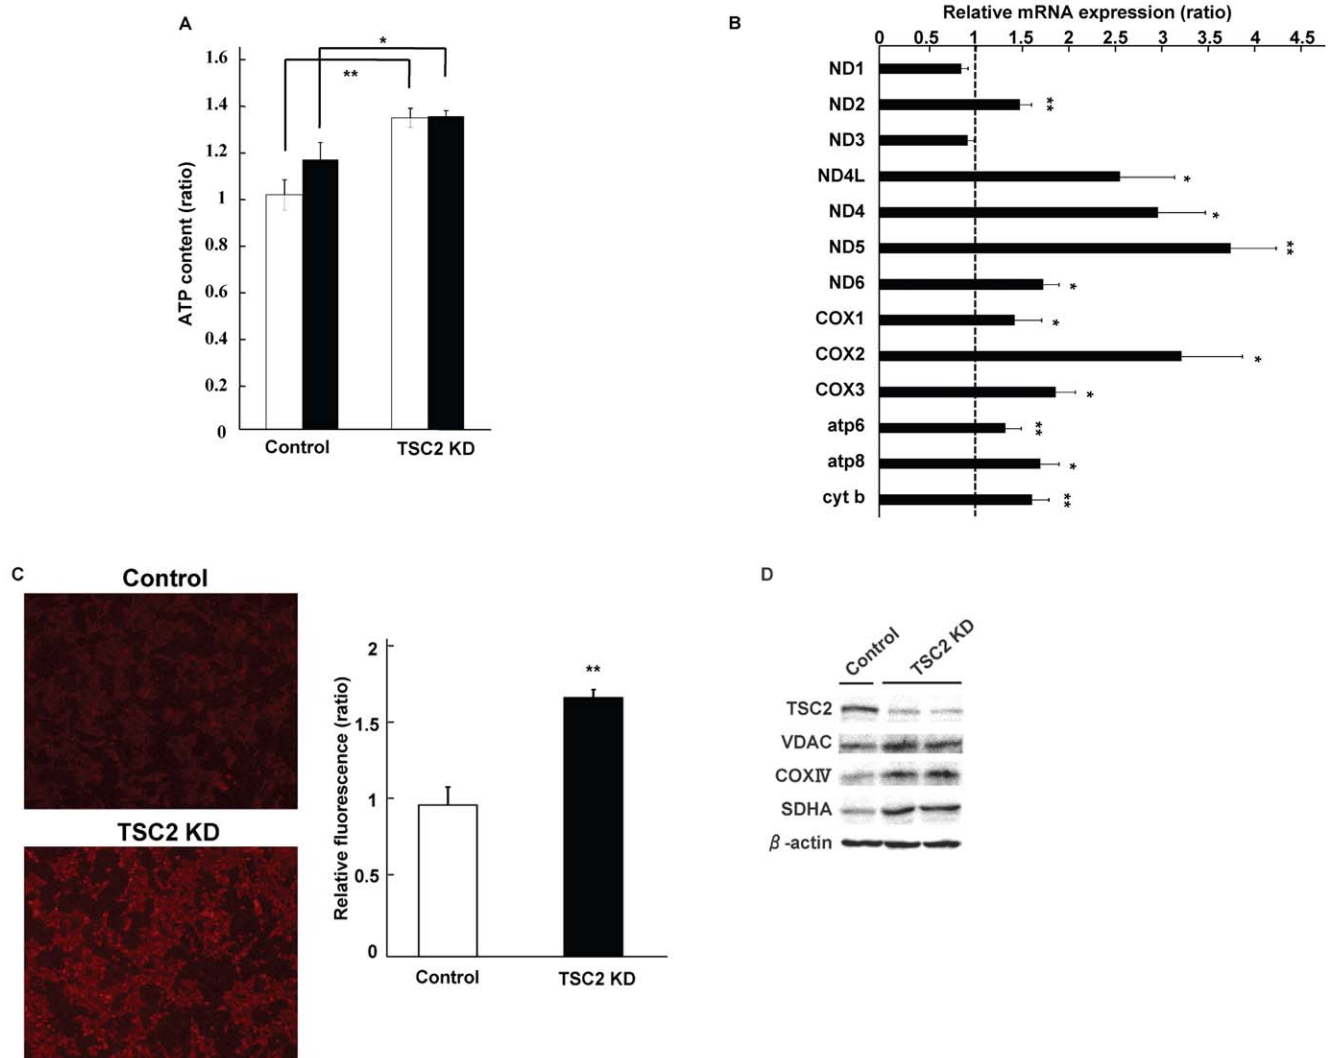 A
1.6
1.4
1.2
1
0.8
0.6
0.4
0.2
0
ATP content (ratio)
*
**
Control
TSC2 KD
B
Relative mRNA expression (ratio)
0 0.5 1 1.5 2 2.5 3 3.5 4 4.5
ND1
ND2 **
ND3
ND4L *
ND4 *
ND5 **
ND6 *
COX1 *
COX2 *
COX3 *
atp6 **
atp8 *
cyt b **
C
Control
TSC2 KD
Relative fluorescence (ratio)
2
1.5
1
0.5
0
**
Control
TSC2 KD
D
Control
TSC2 KD
TSC2
VDAC
COXⅣ
SDHA
β-actin